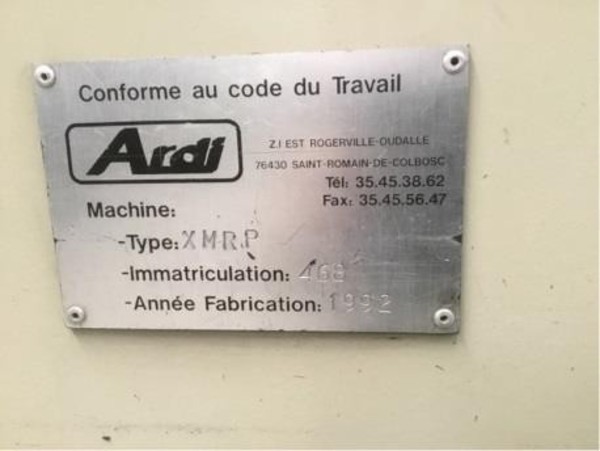 Conforme au code du Travail
Ardi
Z.I EST ROGERVILLE-OUDALLE
76430 SAINT-ROMAIN-DE-COLBOSC
Tél: 35.45.38.62
Fax: 35.45.56.47
Machine:
-Type: XMRP
-Immatriculation: 468
-Année Fabrication: 1992